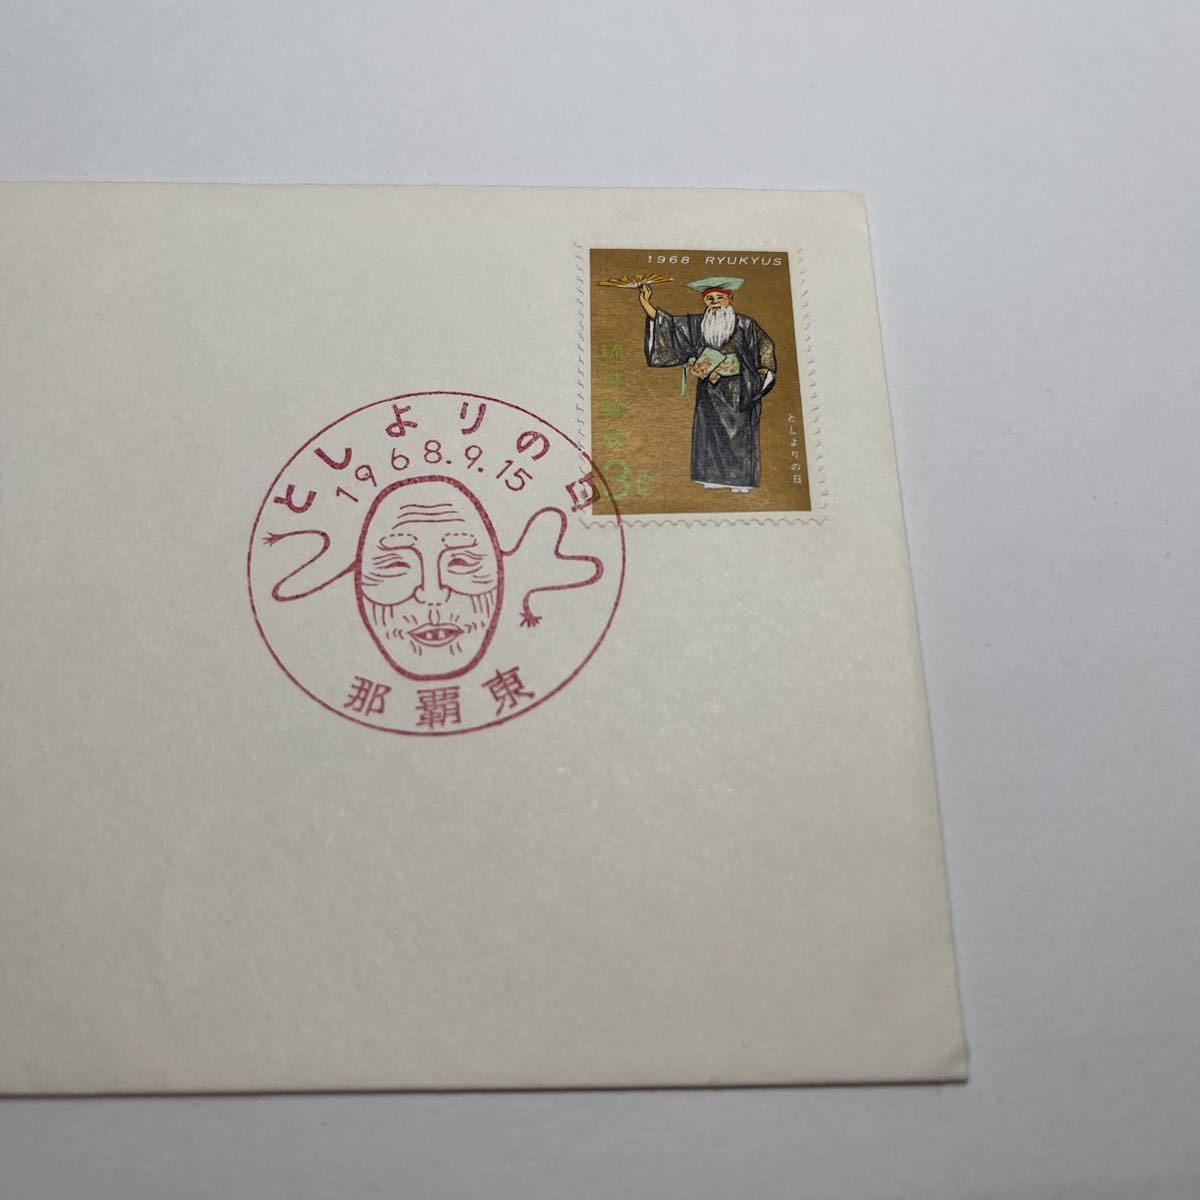 1968 RYUKYUS
琉球郵便
としよりの日
3¢
としよりの日
1968.9.15
那覇東